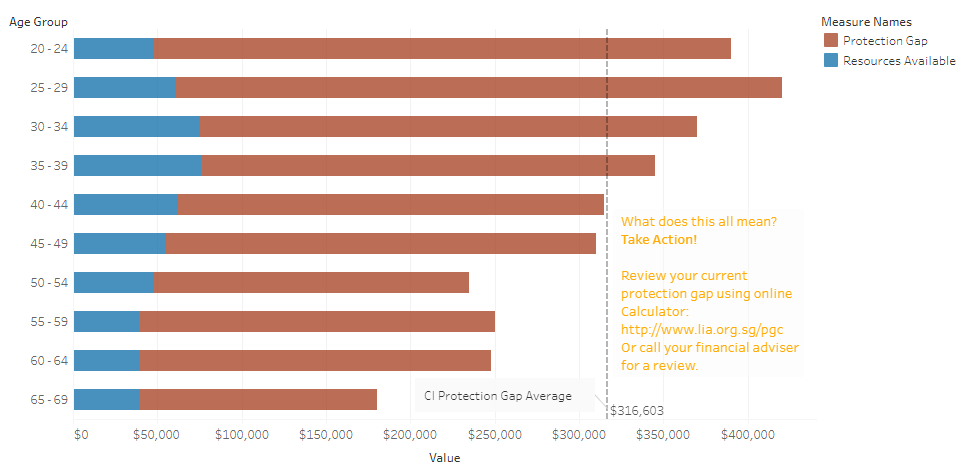 Age Group
20 - 24
25 - 29
30 - 34
35 - 39
40 - 44
45 - 49
50 - 54
55 - 59
60 - 64
65 - 69
$0
$50,000
$100,000
$150,000
$200,000
$250,000
$300,000
$350,000
$400,000
Value
CI Protection Gap Average
$316,603
What does this all mean?
Take Action!
Review your current
protection gap using online
Calculator:
http://www.lia.org.sg/pgc
Or call your financial adviser
for a review.
Measure Names
Protection Gap
Resources Available